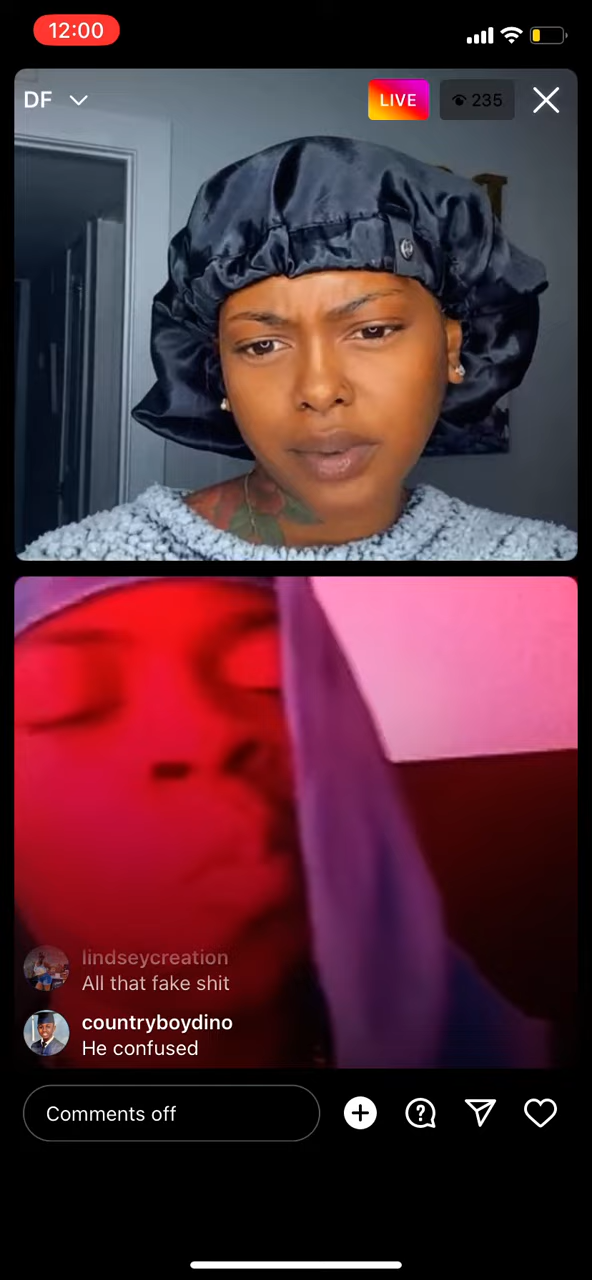 12:00
DF
LIVE
235
lindseycreation
All that fake shit
countryboydino
He confused
Comments off